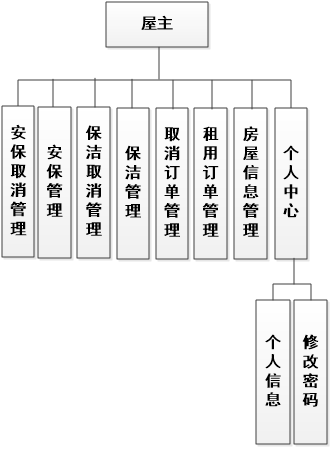 屋主
安保取消管理
安保管理
保洁取消管理
保洁管理
取消订单管理
租用订单管理
房屋信息管理
个人中心
个人信息
修改密码